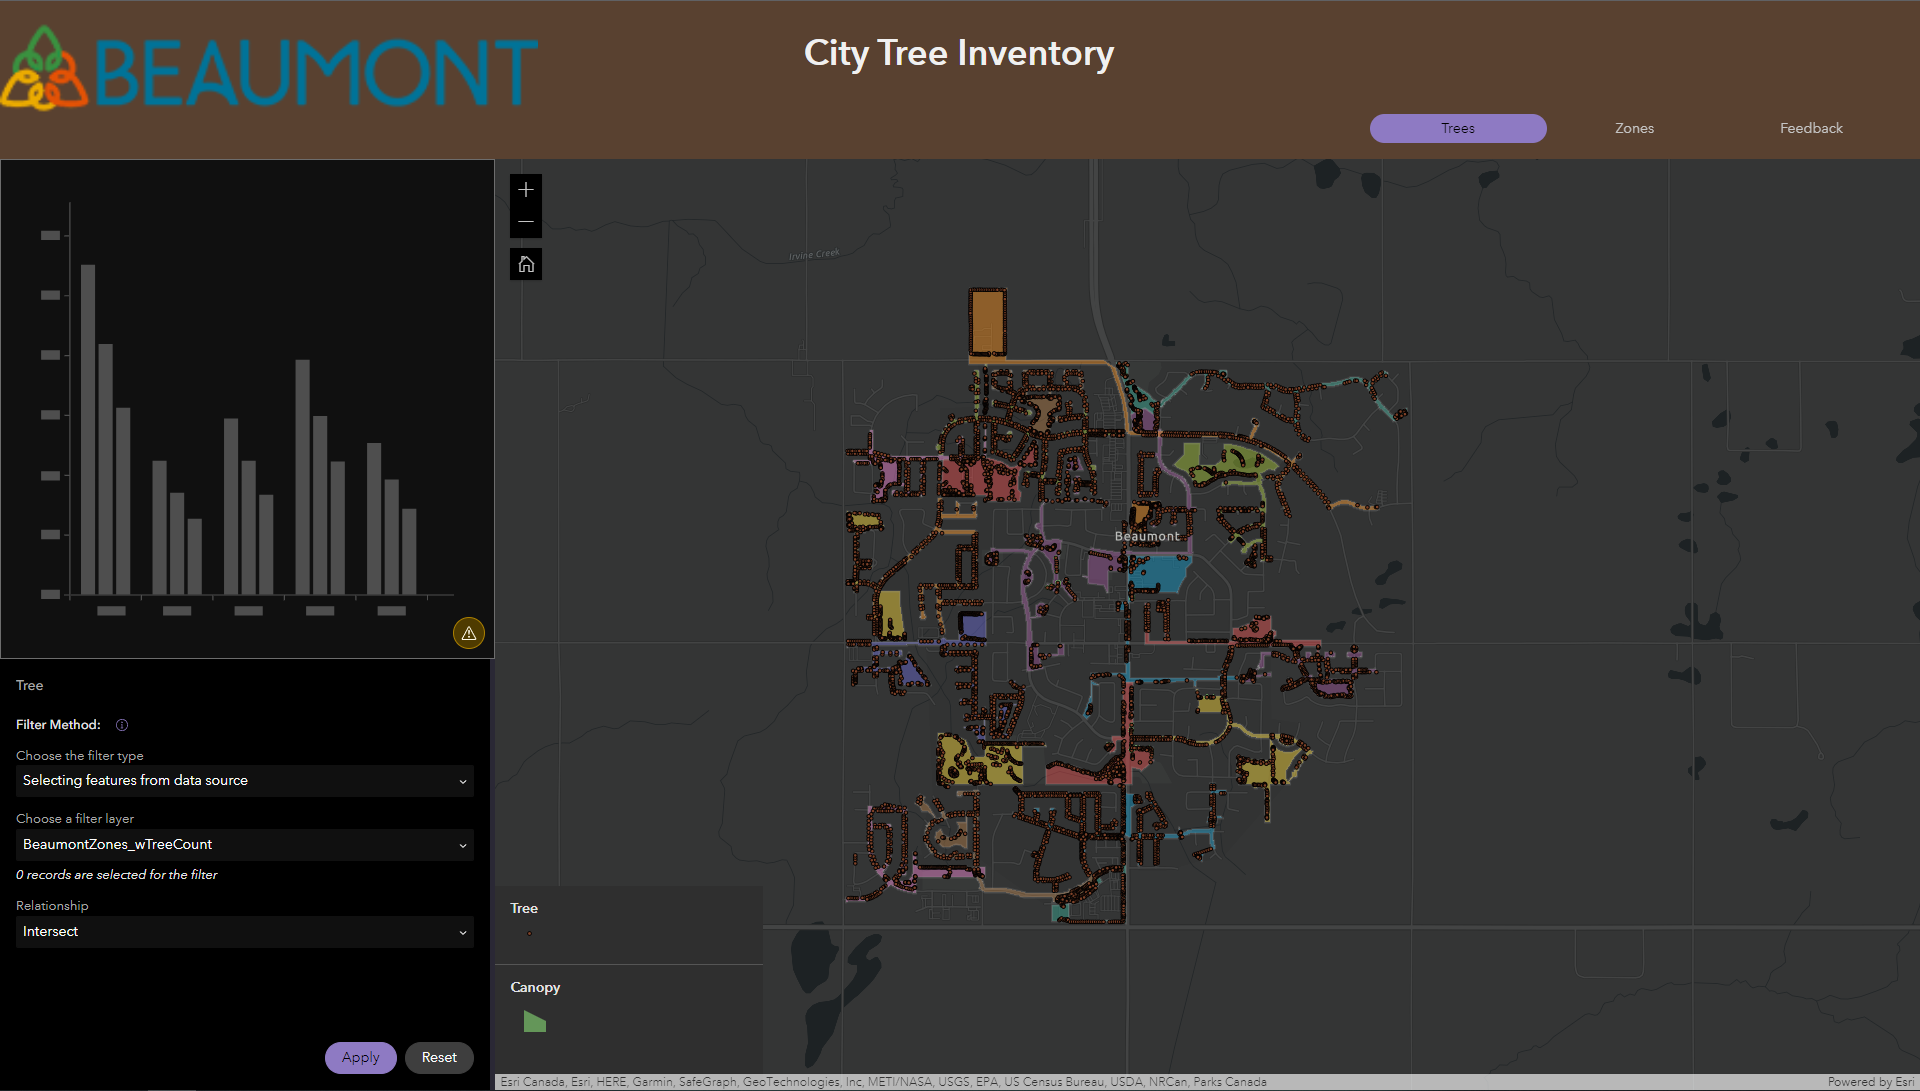 BEAUMONT
City Tree Inventory
Trees
Zones
Feedback
Irvine Creek
Beaumont
Tree
Filter Method:
Choose the filter type
Selecting features from data source
Choose a filter layer
BeaumontZones_wTreeCount
0 records are selected for the filter
Relationship
Intersect
Apply
Reset
Tree
Canopy
Esri Canada, Esri, HERE, Garmin, SafeGraph, GeoTechnologies, Inc, METI/NASA, USGS, EPA, US Census Bureau, USDA, NRCan, Parks Canada
Powered by Esri